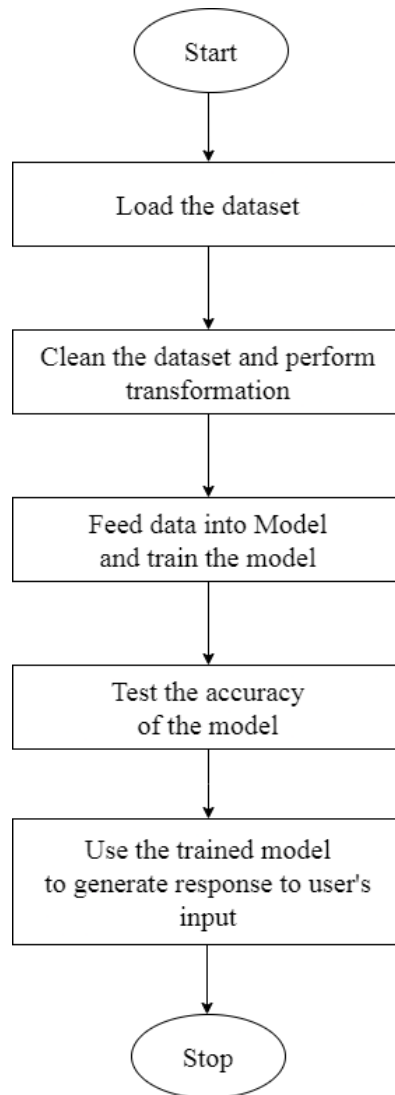 Start
Load the dataset
Clean the dataset and perform
transformation
Feed data into Model
and train the model
Test the accuracy
of the model
Use the trained model
to generate response to user's
input
Stop